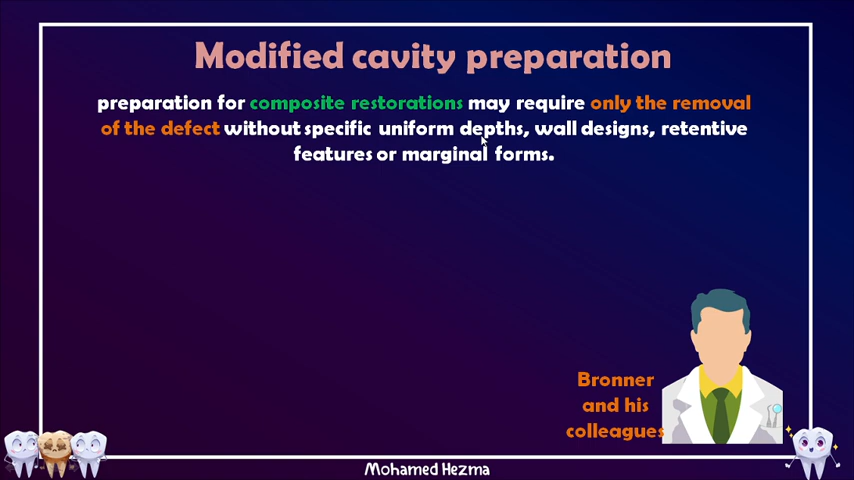 Modified cavity preparation
preparation for composite restorations may require only the removal
of the defect without specific uniform depths, wall designs, retentive
features or marginal forms.
Bronner
and his
colleagues
Mohamed Hezma